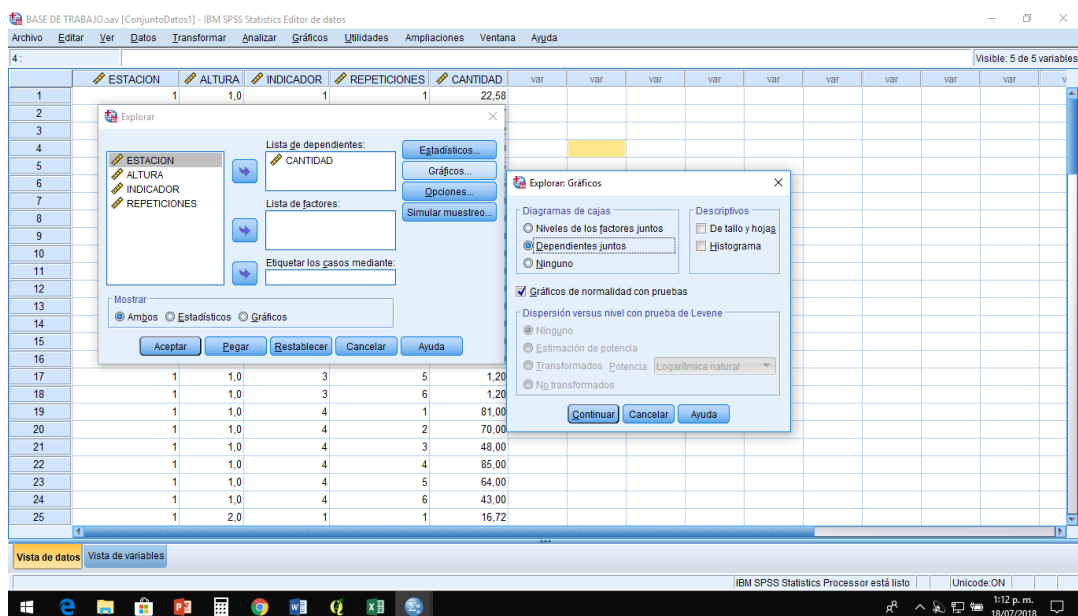 BASE DE TRABAJO.sav [ConjuntoDatos1] - IBM SPSS Statistics Editor de datos
Archivo Editar Ver Datos Transformar Analizar Gráficos Utilidades Ampliaciones Ventana Ayuda
4 :
Visible: 5 de 5 variables
ESTACION ALTURA INDICADOR REPETICIONES CANTIDAD var var var var var var var var var
1 1 1,0 1 1 22,58
2
3
4
5
6
7
8
9
10
11
12
13
14
15
16
17 1 1,0 3 5 1,20
18 1 1,0 3 6 1,20
19 1 1,0 4 1 81,00
20 1 1,0 4 2 70,00
21 1 1,0 4 3 48,00
22 1 1,0 4 4 85,00
23 1 1,0 4 5 64,00
24 1 1,0 4 6 43,00
25 1 2,0 1 1 16,72
Explorar
ESTACION
ALTURA
INDICADOR
REPETICIONES
Lista de dependientes:
CANTIDAD
Lista de factores:
Etiquetar los casos mediante:
Estadísticos...
Gráficos...
Opciones...
Simular muestreo...
Mostrar
Ambos Estadísticos Gráficos
Aceptar Pegar Restablecer Cancelar Ayuda
Explorar: Gráficos
Diagramas de cajas
Niveles de los factores juntos
Dependientes juntos
Ninguno
Descriptivos
De tallo y hojas
Histograma
Gráficos de normalidad con pruebas
Dispersión versus nivel con prueba de Levene
Ninguno
Estimación de potencia
Transformados Potencia: Logarítmica natural
No transformados
Continuar Cancelar Ayuda
Vista de datos Vista de variables
IBM SPSS Statistics Processor está listo Unicode:ON
1:12 p. m.
18/07/2018